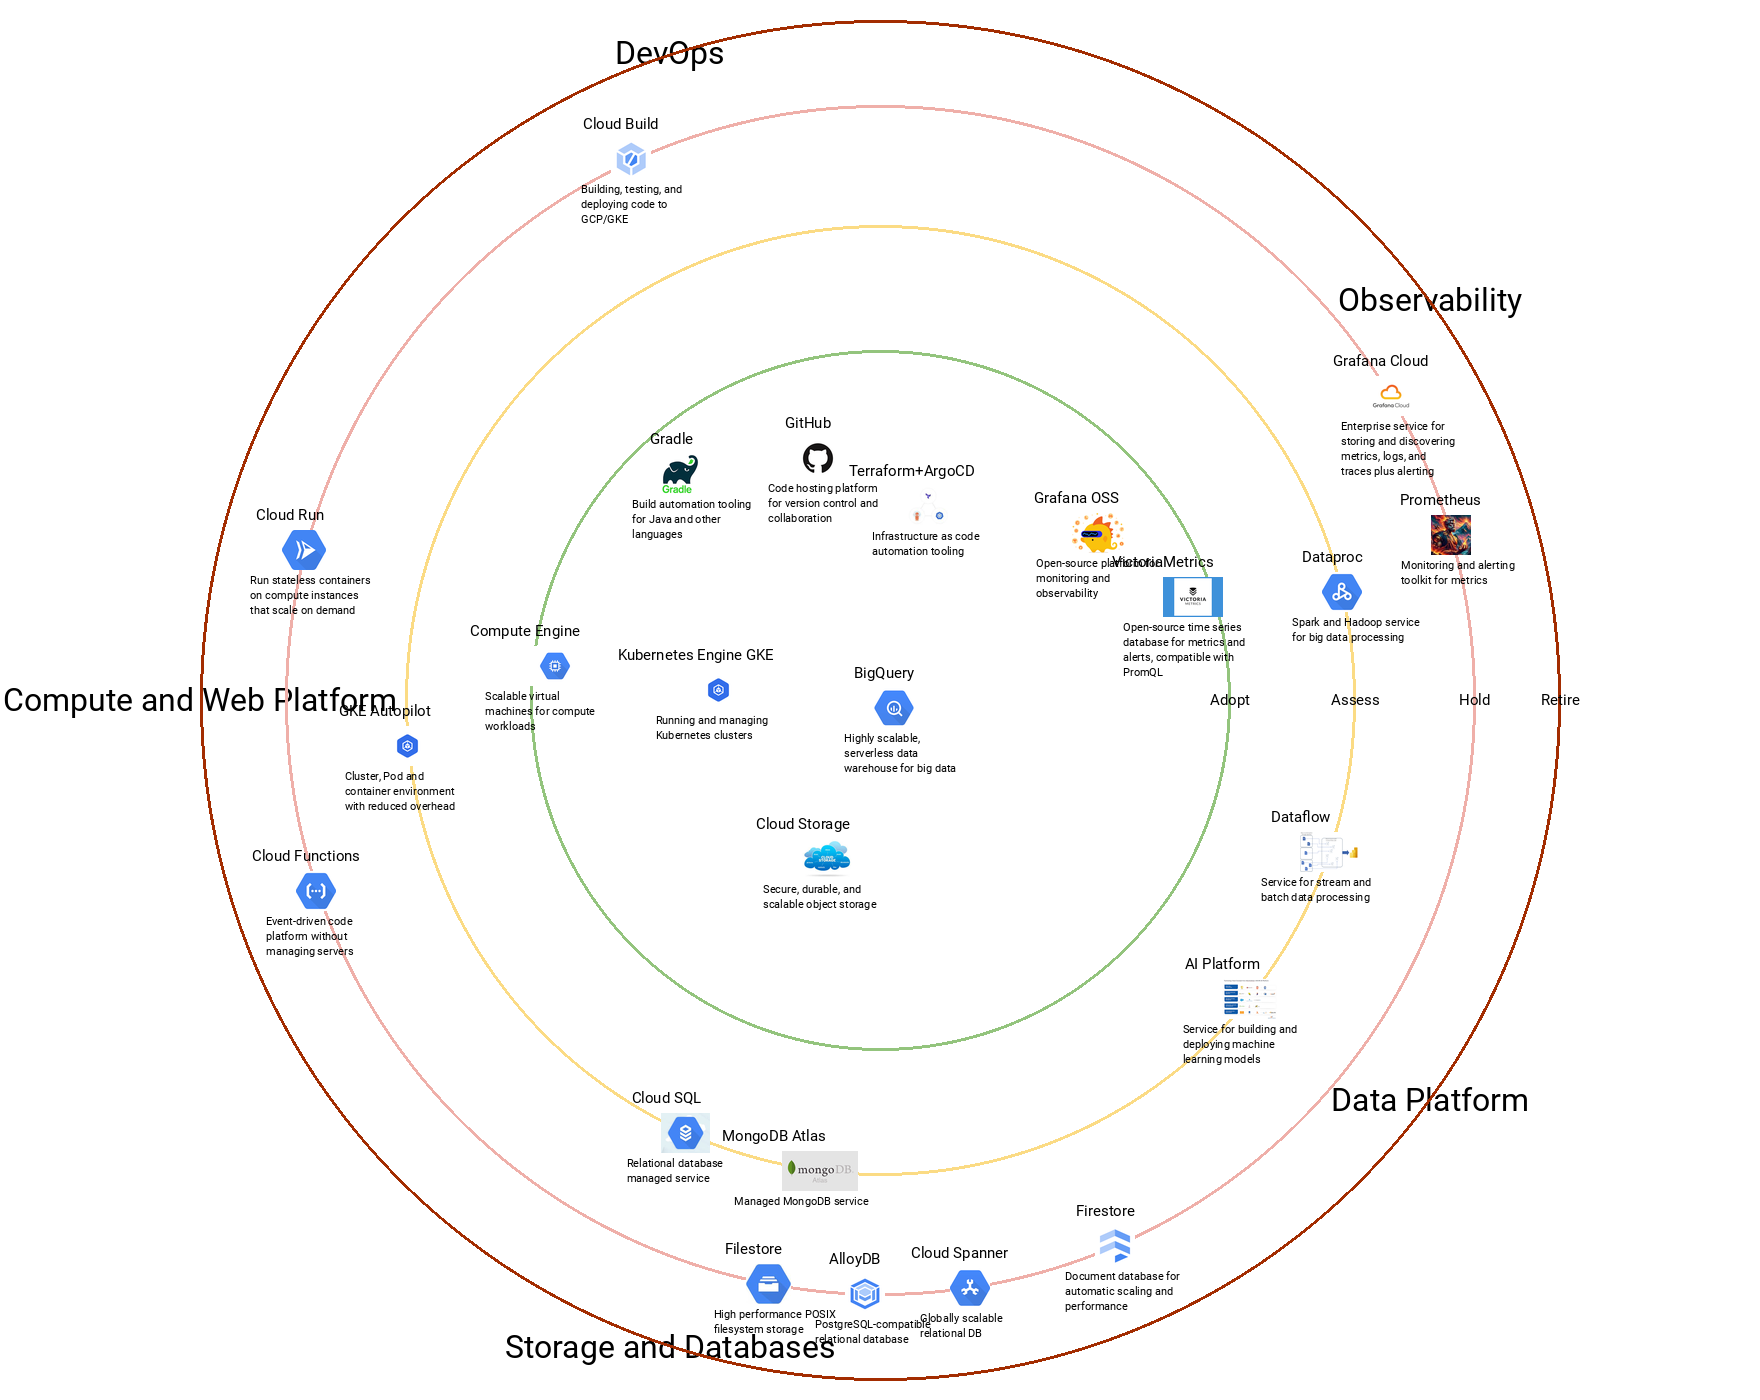 DevOps
Cloud Build
Building, testing, and
deploying code to
GCP/GKE
Observability
Grafana Cloud
Grafana Cloud
Enterprise service for
storing and discovering
metrics, logs, and
traces plus alerting
Gradle
Gradle
Build automation tooling
for Java and other
languages
GitHub
Code hosting platform
for version control and
collaboration
Terraform+ArgoCD
Infrastructure as code
automation tooling
Grafana OSS
Open-source platform for
monitoring and
observability
VictoriaMetrics
VICTORIA
METRICS
Open-source time series
database for metrics and
alerts, compatible with
PromQL
Prometheus
Monitoring and alerting
toolkit for metrics
Dataproc
Spark and Hadoop service
for big data processing
Cloud Run
Run stateless containers
on compute instances
that scale on demand
Compute Engine
Scalable virtual
machines for compute
workloads
Kubernetes Engine GKE
Running and managing
Kubernetes clusters
BigQuery
Highly scalable,
serverless data
warehouse for big data
Compute and Web Platform
Adopt
Assess
Hold
Retire
GKE Autopilot
Cluster, Pod and
container environment
with reduced overhead
Cloud Functions
Event-driven code
platform without
managing servers
Cloud Storage
CLOUD
STORAGE
Secure, durable, and
scalable object storage
Dataflow
Service for stream and
batch data processing
AI Platform
Service for building and
deploying machine
learning models
Data Platform
Cloud SQL
Relational database
managed service
MongoDB Atlas
mongoDB
Atlas
Managed MongoDB service
Filestore
High performance POSIX
filesystem storage
AlloyDB
PostgreSQL-compatible
relational database
Cloud Spanner
Globally scalable
relational DB
Firestore
Document database for
automatic scaling and
performance
Storage and Databases